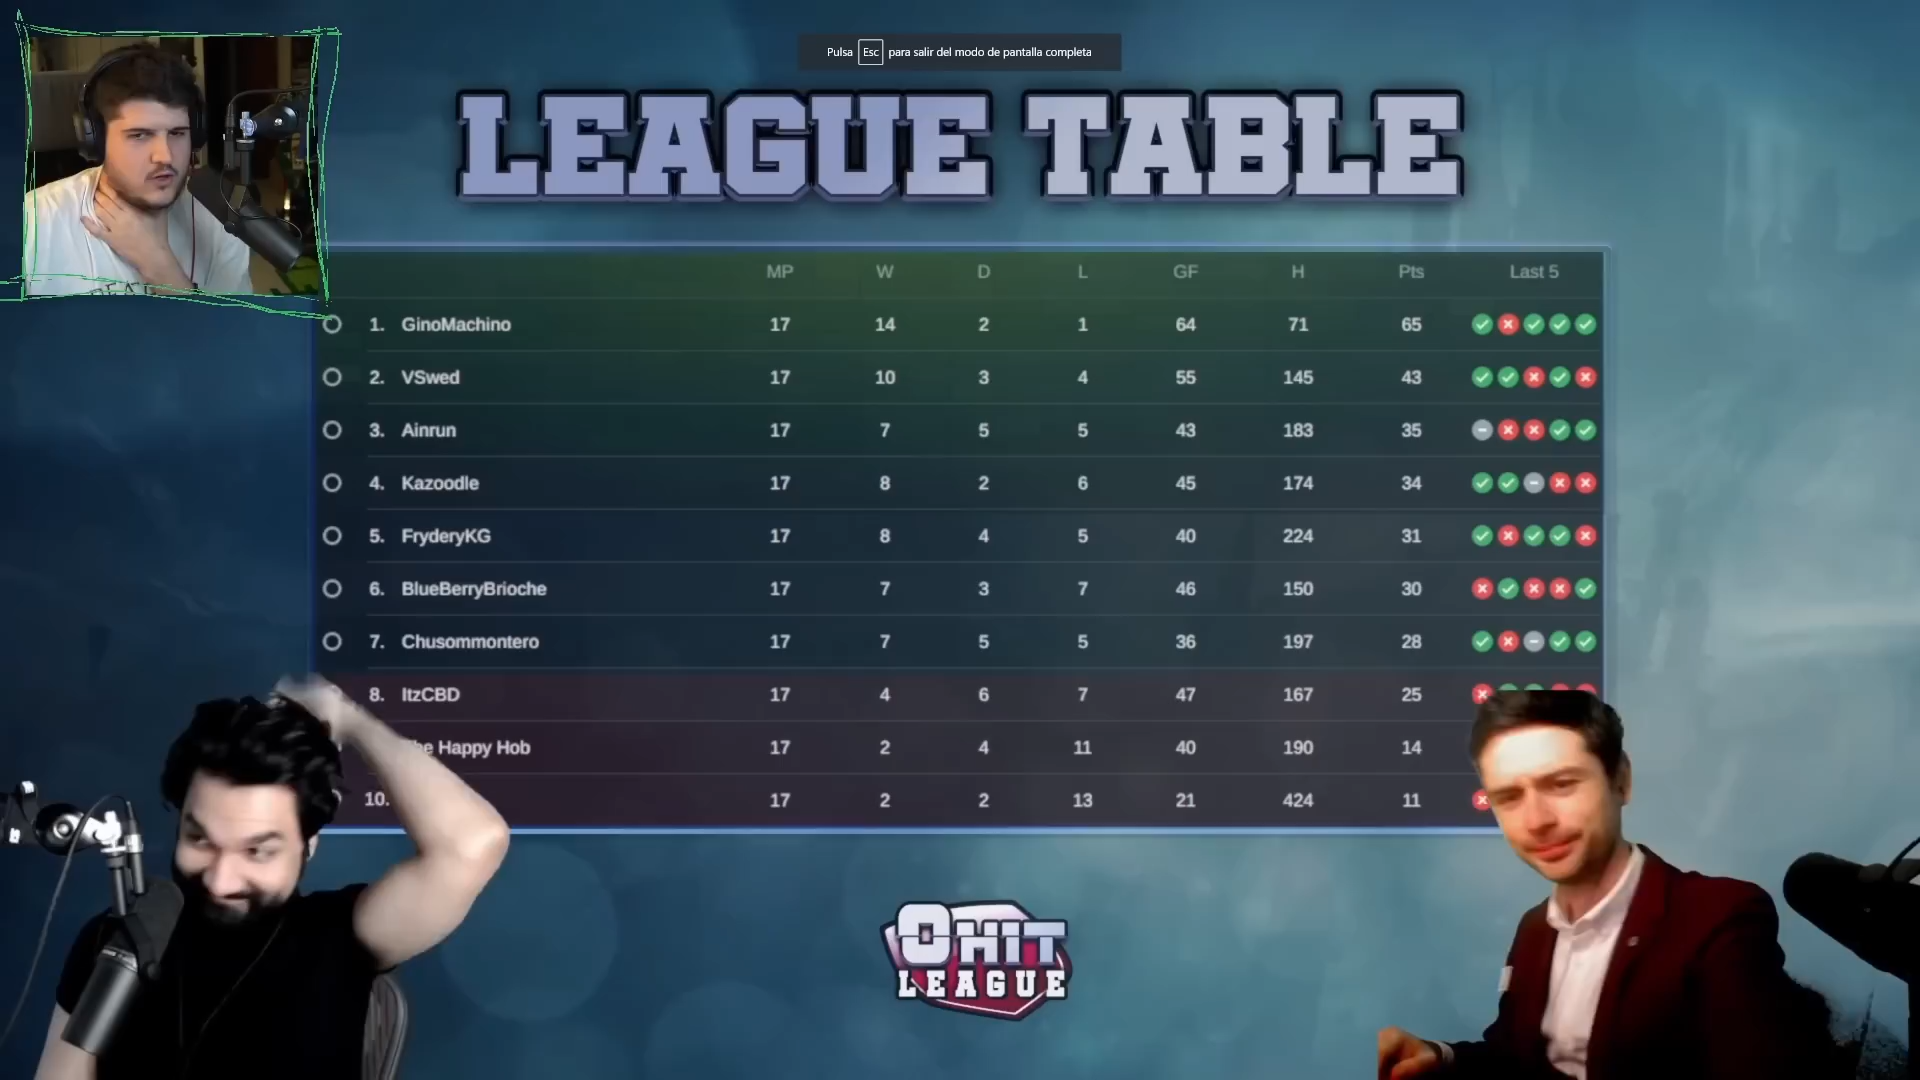 Pulsa Esc para salir del modo de pantalla completa
LEAGUE TABLE
MP W D L GF H Pts Last 5
1. GinoMachino 17 14 2 1 64 71 65
2. VSwed 17 10 3 4 55 145 43
3. Ainrun 17 7 5 5 43 183 35
4. Kazoodle 17 8 2 6 45 174 34
5. FryderyKG 17 8 4 5 40 224 31
6. BlueBerryBrioche 17 7 3 7 46 150 30
7. Chusommontero 17 7 5 5 36 197 28
8. ItzCBD 17 4 6 7 47 167 25
he Happy Hob 17 2 4 11 40 190 14
10. 17 2 2 13 21 424 11
0HIT
LEAGUE